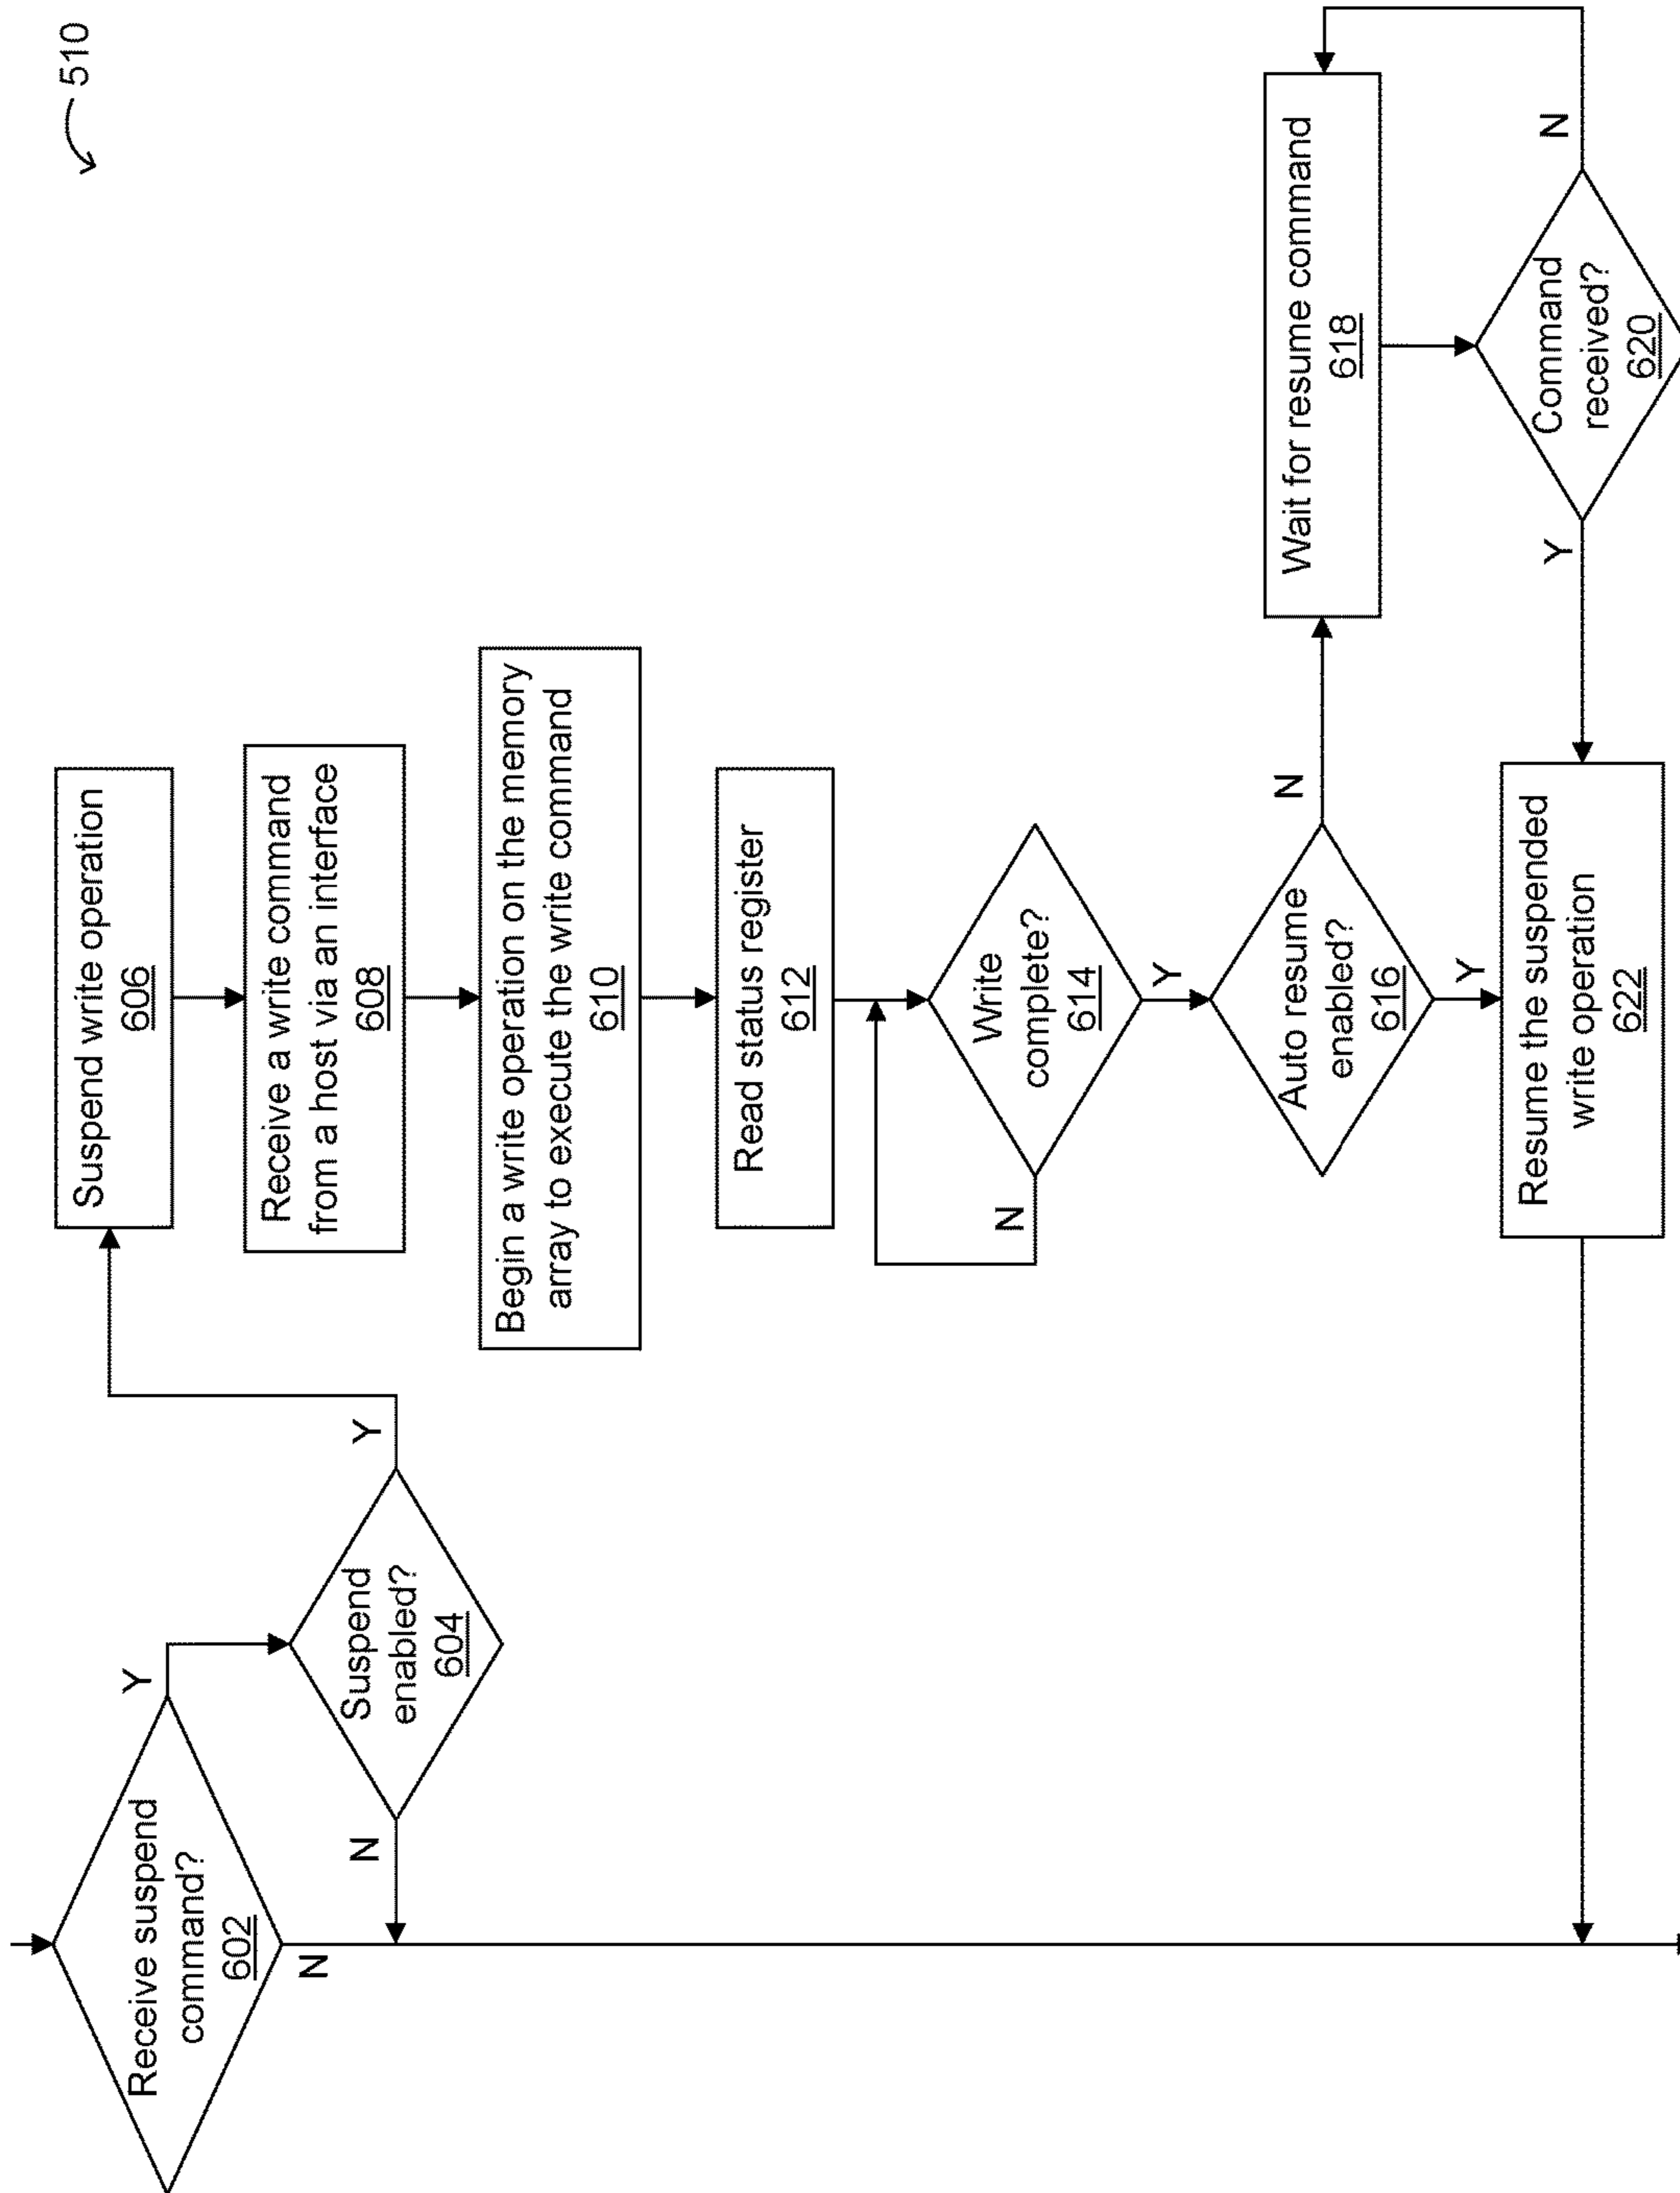 510
Receive suspend
command?
602
Y
N
Suspend
enabled?
604
Y
N
Suspend write operation
606
Receive a write command
from a host via an interface
608
Begin a write operation on the memory
array to execute the write command
610
Read status register
612
Write
complete?
614
N
Y
Auto resume
enabled?
616
N
Y
Wait for resume command
618
Command
received?
620
N
Y
Resume the suspended
write operation
622